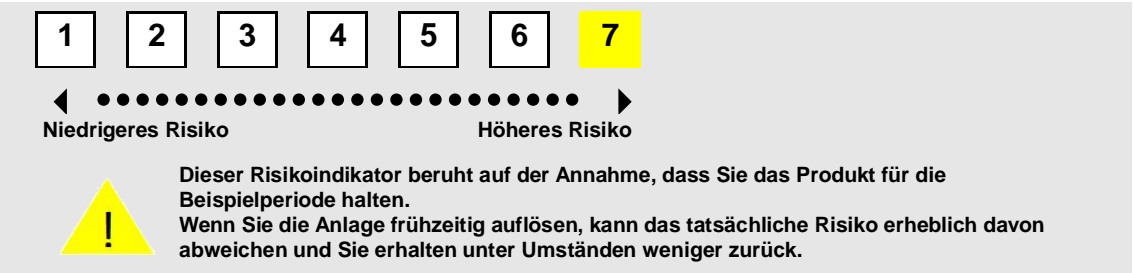 1 2 3 4 5 6 7
Niedrigeres Risiko Höheres Risiko
Dieser Risikoindikator beruht auf der Annahme, dass Sie das Produkt für die
Beispielperiode halten.
Wenn Sie die Anlage frühzeitig auflösen, kann das tatsächliche Risiko erheblich davon
abweichen und Sie erhalten unter Umständen weniger zurück.
!